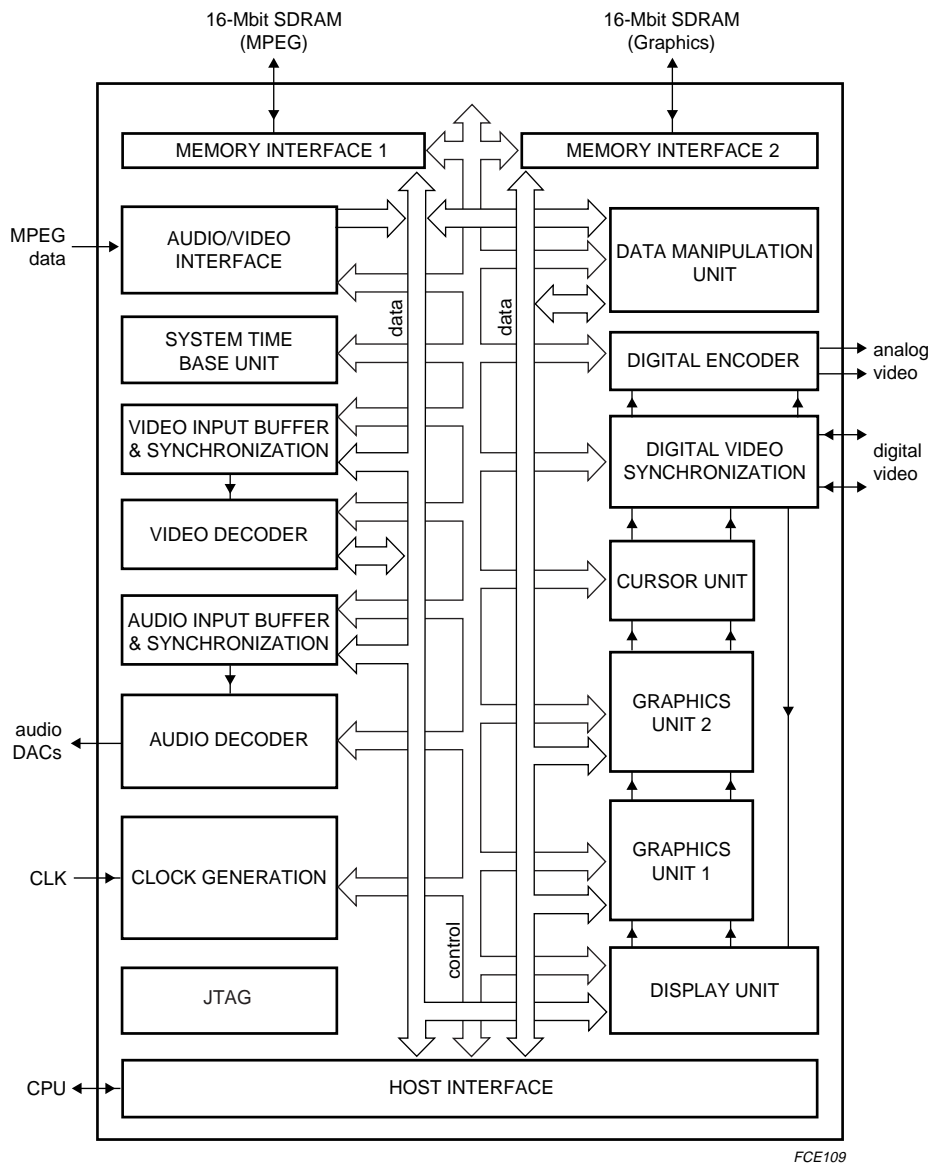 16-Mbit SDRAM
(MPEG)
16-Mbit SDRAM
(Graphics)
MEMORY INTERFACE 1
MEMORY INTERFACE 2
MPEG
data
AUDIO/VIDEO
INTERFACE
DATA MANIPULATION
UNIT
data
data
SYSTEM TIME
BASE UNIT
DIGITAL ENCODER
analog
video
VIDEO INPUT BUFFER
& SYNCHRONIZATION
DIGITAL VIDEO
SYNCHRONIZATION
digital
video
VIDEO DECODER
CURSOR UNIT
AUDIO INPUT BUFFER
& SYNCHRONIZATION
GRAPHICS
UNIT 2
audio
DACs
AUDIO DECODER
GRAPHICS
UNIT 1
CLK
CLOCK GENERATION
control
JTAG
DISPLAY UNIT
CPU
HOST INTERFACE
FCE109